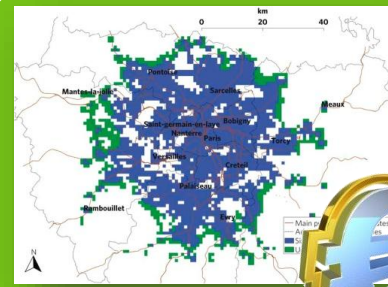 km
0 20 40
Pontoise
Mantes-la-jolie
Sarcelles
Meaux
Saint-germain-en-laye
Bobigny
Nanterre
Paris
Torcy
Versailles
Creteil
Palaiseau
Rambouillet
Evry
Main
N